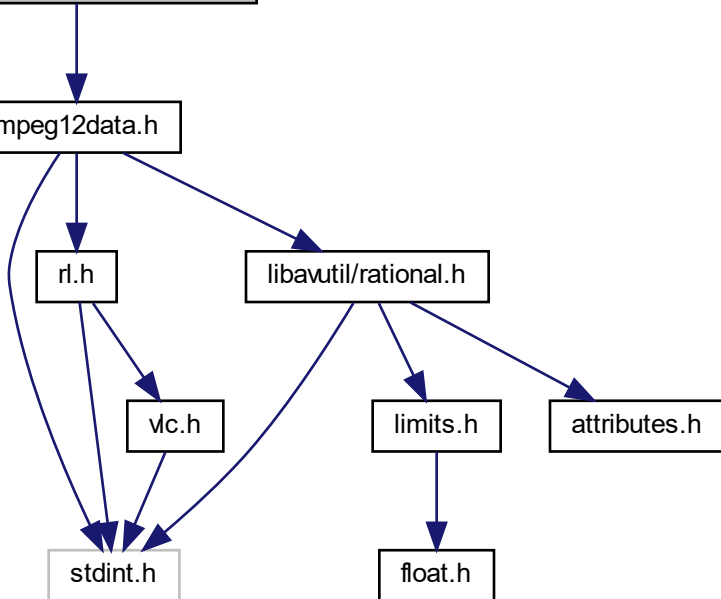 mpeg12data.h
rl.h
libavutil/rational.h
vlc.h
limits.h
attributes.h
stdint.h
float.h